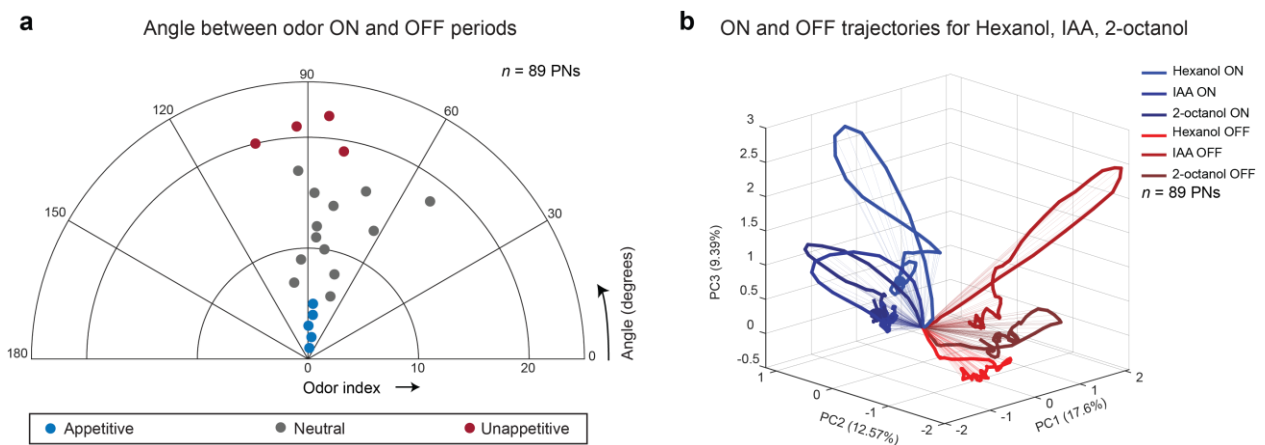 a
Angle between odor ON and OFF periods
n = 89 PNs
90
120
60
150
30
180
0
Angle (degrees)
0
10
20
Odor index
Appetitive
Neutral
Unappetitive
b
ON and OFF trajectories for Hexanol, IAA, 2-octanol
Hexanol ON
IAA ON
2-octanol ON
Hexanol OFF
IAA OFF
2-octanol OFF
n = 89 PNs
3
2.5
2
1.5
1
0.5
0
-0.5
PC3 (9.39%)
1
0
-1
-2
PC2 (12.57%)
-2
-1
0
1
2
PC1 (17.6%)